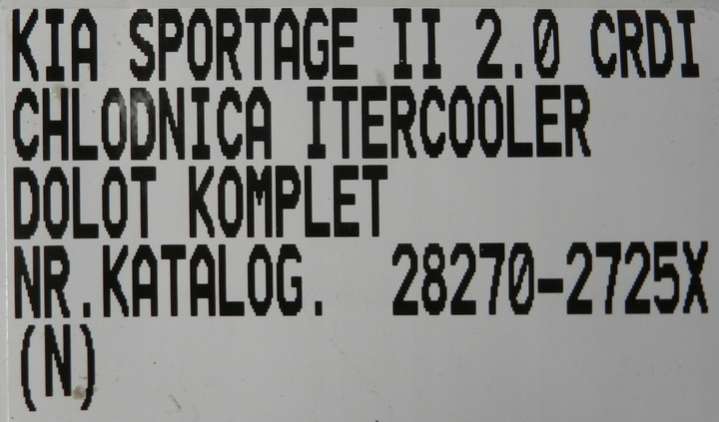 KIA SPORTAGE II 2.0 CRDI
CHLODNICA ITERCOOLER
DOLOT KOMPLET
NR.KATALOG. 28270-2725X
(N)